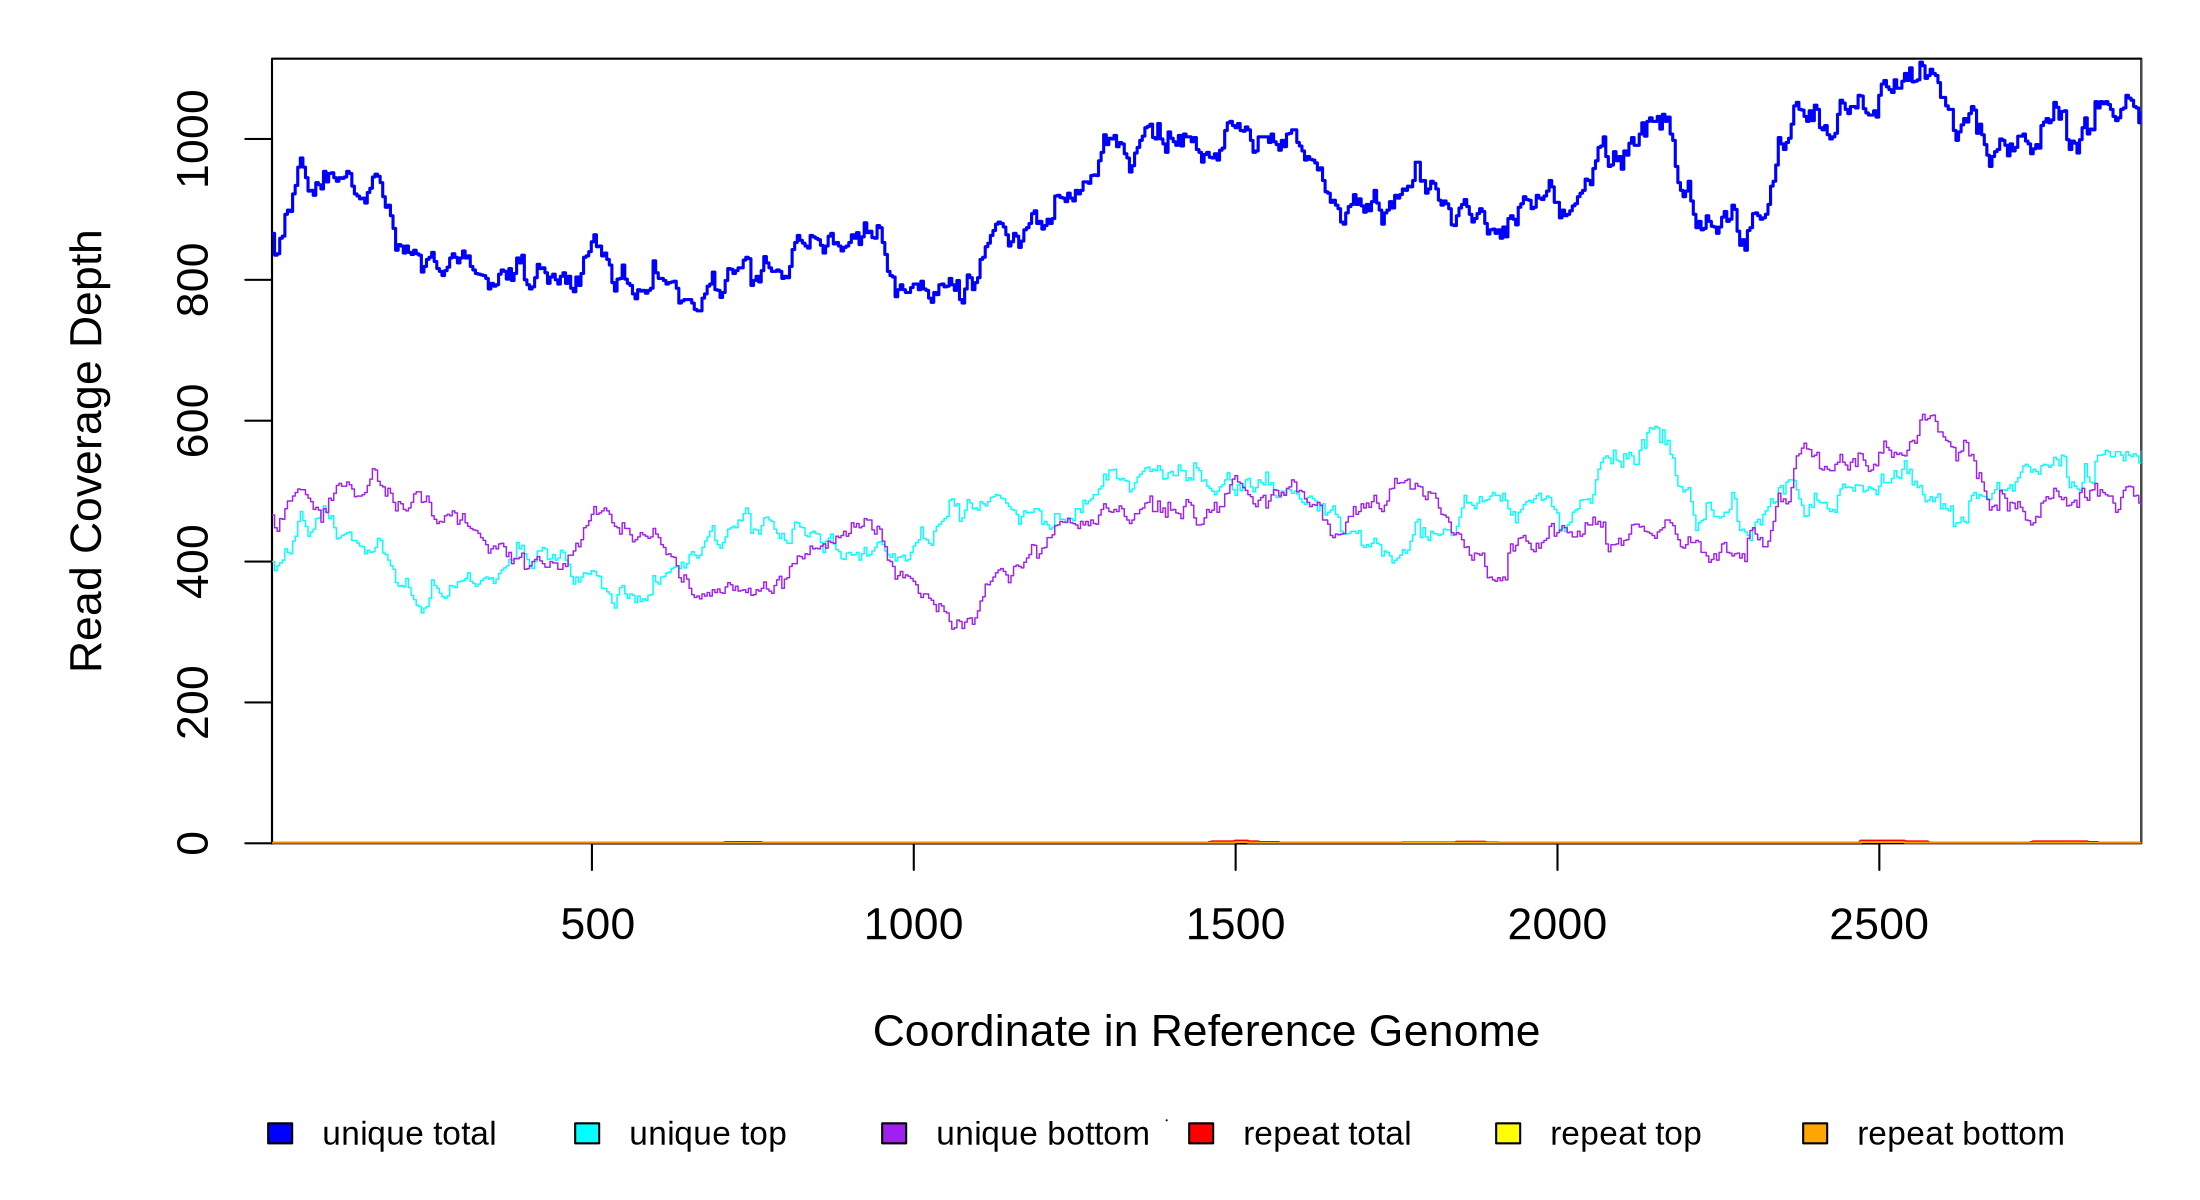 Read Coverage Depth
1000
800
600
400
200
0
500 1000 1500 2000 2500
Coordinate in Reference Genome
unique total unique top unique bottom repeat total repeat top repeat bottom